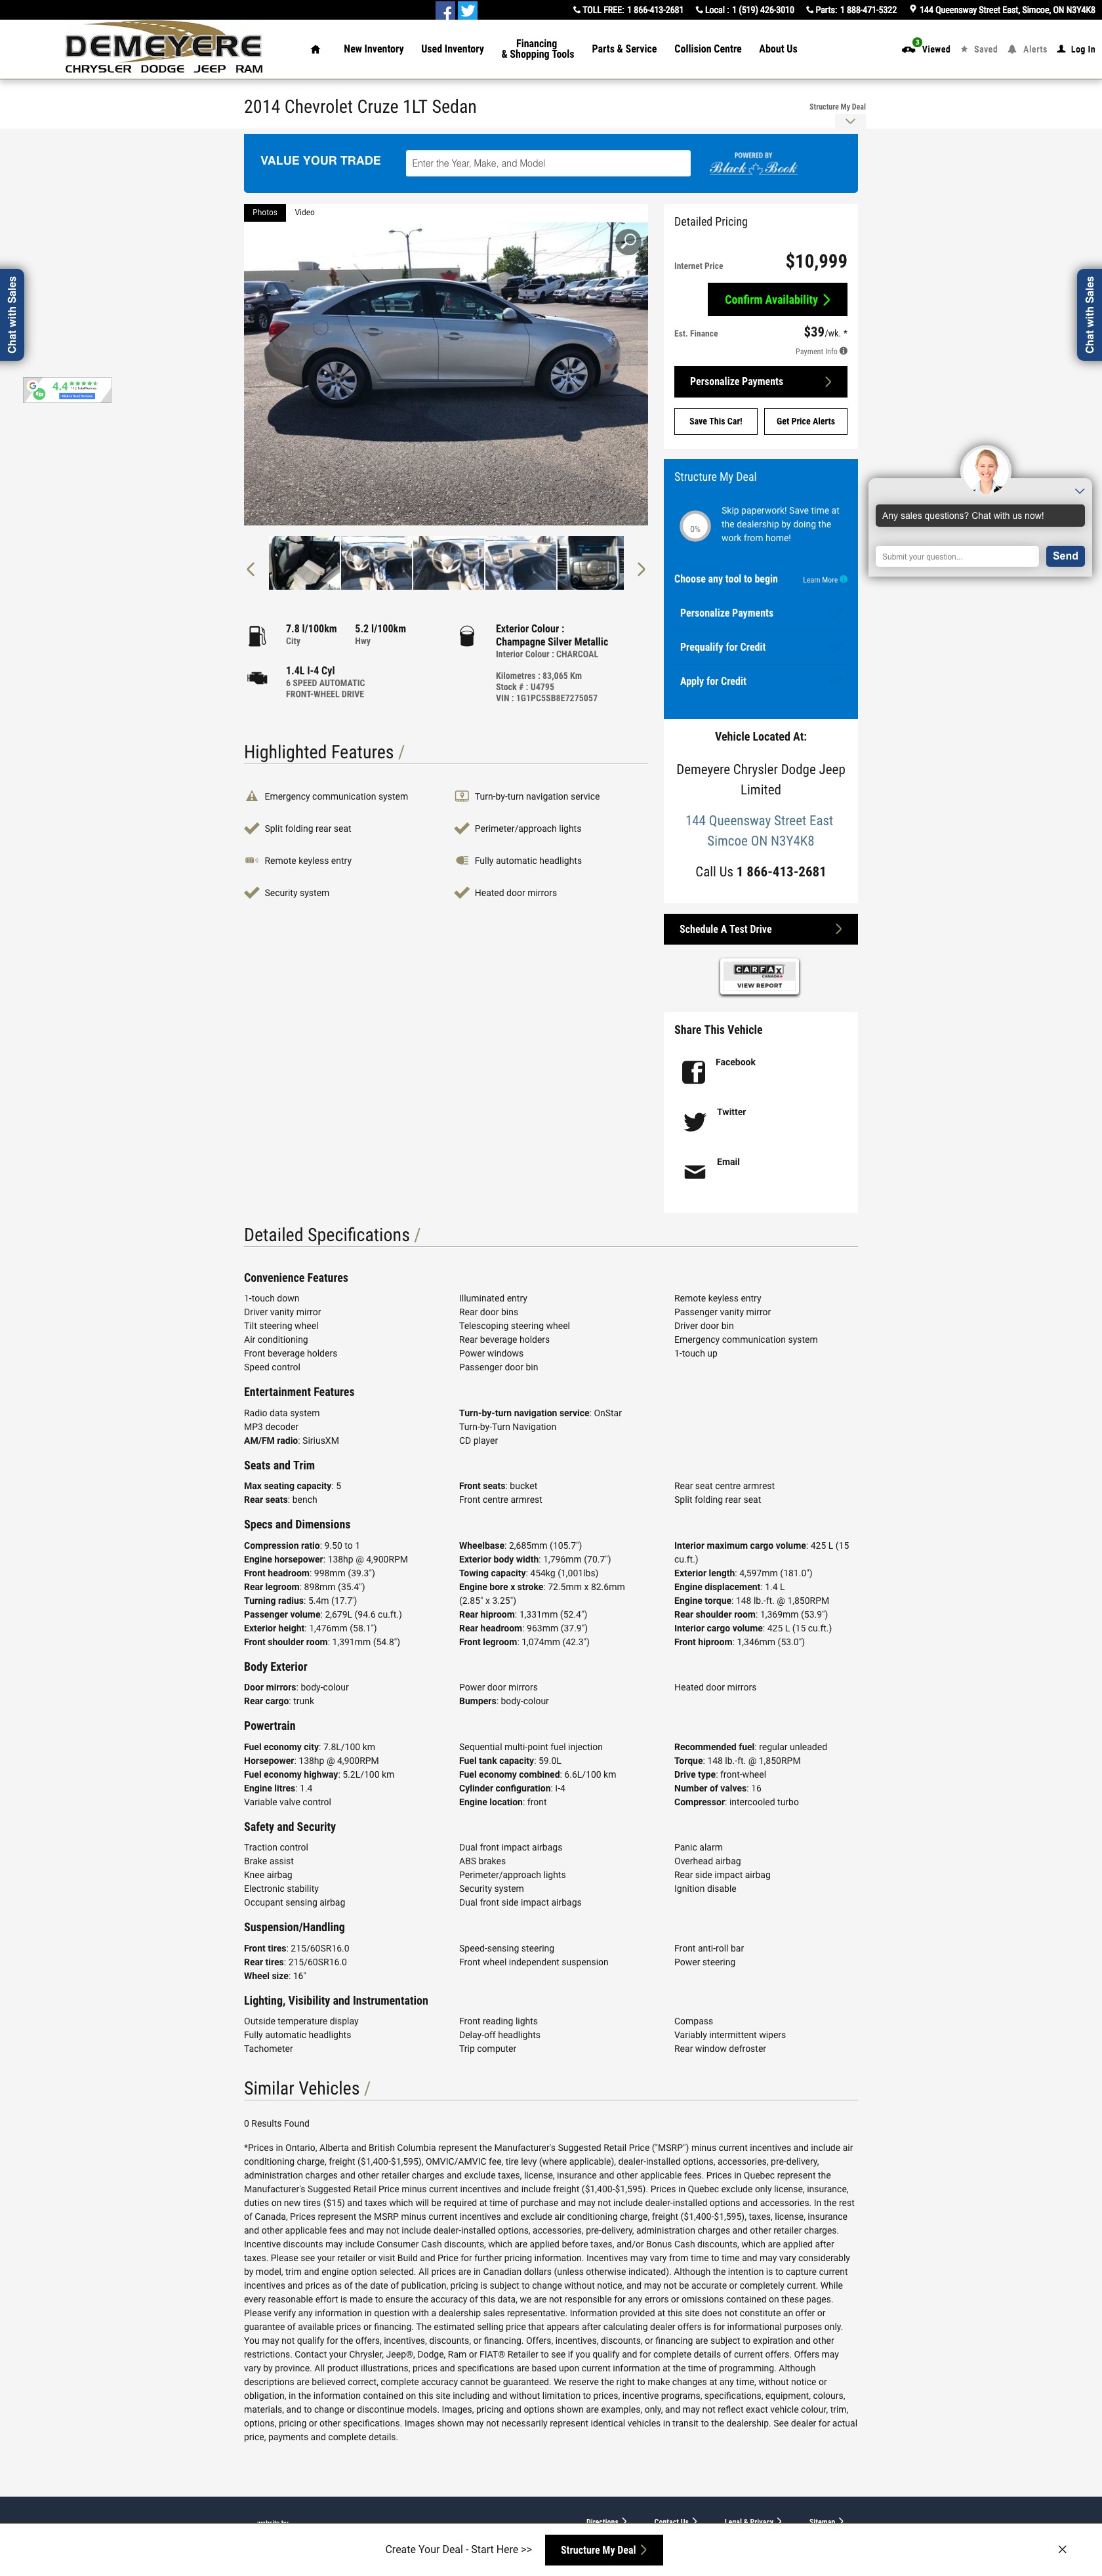 TOLL FREE: 1 866-413-2681 Local : 1 (519) 426-3010 Parts: 1 888-471-5322 144 Queensway Street East, Simcoe, ON N3Y4K8
DEMEYERE
CHRYSLER DODGE JEEP RAM
New Inventory Used Inventory Financing & Shopping Tools Parts & Service Collision Centre About Us
3 Viewed Saved Alerts Log In
2014 Chevrolet Cruze 1LT Sedan
Structure My Deal
VALUE YOUR TRADE
Enter the Year, Make, and Model
POWERED BY
Black Book
Photos Video
Chat with Sales
Chat with Sales
4.4
Detailed Pricing
Internet Price $10,999
Confirm Availability
Est. Finance $39/wk. *
Payment Info
Personalize Payments
Save This Car! Get Price Alerts
Structure My Deal
0%
Skip paperwork! Save time at
the dealership by doing the
work from home!
Choose any tool to begin Learn More
Personalize Payments
Prequalify for Credit
Apply for Credit
Any sales questions? Chat with us now!
Submit your question... Send
7.8 l/100km 5.2 l/100km
City Hwy
1.4L I-4 Cyl
6 SPEED AUTOMATIC
FRONT-WHEEL DRIVE
Exterior Colour :
Champagne Silver Metallic
Interior Colour : CHARCOAL
Kilometres : 83,065 Km
Stock # : U4795
VIN : 1G1PC5SB8E7275057
Vehicle Located At:
Demeyere Chrysler Dodge Jeep
Limited
144 Queensway Street East
Simcoe ON N3Y4K8
Call Us 1 866-413-2681
Schedule A Test Drive
CARFAX
CANADA
VIEW REPORT
Share This Vehicle
Facebook
Twitter
Email
Highlighted Features /
Emergency communication system Turn-by-turn navigation service
Split folding rear seat Perimeter/approach lights
Remote keyless entry Fully automatic headlights
Security system Heated door mirrors
Detailed Specifications /
Convenience Features
1-touch down Illuminated entry Remote keyless entry
Driver vanity mirror Rear door bins Passenger vanity mirror
Tilt steering wheel Telescoping steering wheel Driver door bin
Air conditioning Rear beverage holders Emergency communication system
Front beverage holders Power windows 1-touch up
Speed control Passenger door bin
Entertainment Features
Radio data system Turn-by-turn navigation service: OnStar
MP3 decoder Turn-by-Turn Navigation
AM/FM radio: SiriusXM CD player
Seats and Trim
Max seating capacity: 5 Front seats: bucket Rear seat centre armrest
Rear seats: bench Front centre armrest Split folding rear seat
Specs and Dimensions
Compression ratio: 9.50 to 1 Wheelbase: 2,685mm (105.7") Interior maximum cargo volume: 425 L (15
Engine horsepower: 138hp @ 4,900RPM Exterior body width: 1,796mm (70.7") cu.ft.)
Front headroom: 998mm (39.3") Towing capacity: 454kg (1,001lbs) Exterior length: 4,597mm (181.0")
Rear legroom: 898mm (35.4") Engine bore x stroke: 72.5mm x 82.6mm Engine displacement: 1.4 L
Turning radius: 5.4m (17.7') (2.85" x 3.25") Engine torque: 148 lb.-ft. @ 1,850RPM
Passenger volume: 2,679L (94.6 cu.ft.) Rear hiproom: 1,331mm (52.4") Rear shoulder room: 1,369mm (53.9")
Exterior height: 1,476mm (58.1") Rear headroom: 963mm (37.9") Interior cargo volume: 425 L (15 cu.ft.)
Front shoulder room: 1,391mm (54.8") Front legroom: 1,074mm (42.3") Front hiproom: 1,346mm (53.0")
Body Exterior
Door mirrors: body-colour Power door mirrors Heated door mirrors
Rear cargo: trunk Bumpers: body-colour
Powertrain
Fuel economy city: 7.8L/100 km Sequential multi-point fuel injection Recommended fuel: regular unleaded
Horsepower: 138hp @ 4,900RPM Fuel tank capacity: 59.0L Torque: 148 lb.-ft. @ 1,850RPM
Fuel economy highway: 5.2L/100 km Fuel economy combined: 6.6L/100 km Drive type: front-wheel
Engine litres: 1.4 Cylinder configuration: I-4 Number of valves: 16
Variable valve control Engine location: front Compressor: intercooled turbo
Safety and Security
Traction control Dual front impact airbags Panic alarm
Brake assist ABS brakes Overhead airbag
Knee airbag Perimeter/approach lights Rear side impact airbag
Electronic stability Security system Ignition disable
Occupant sensing airbag Dual front side impact airbags
Suspension/Handling
Front tires: 215/60SR16.0 Speed-sensing steering Front anti-roll bar
Rear tires: 215/60SR16.0 Front wheel independent suspension Power steering
Wheel size: 16"
Lighting, Visibility and Instrumentation
Outside temperature display Front reading lights Compass
Fully automatic headlights Delay-off headlights Variably intermittent wipers
Tachometer Trip computer Rear window defroster
Similar Vehicles /
0 Results Found
*Prices in Ontario, Alberta and British Columbia represent the Manufacturer's Suggested Retail Price ("MSRP") minus current incentives and include air
conditioning charge, freight ($1,400-$1,595), OMVIC/AMVIC fee, tire levy (where applicable), dealer-installed options, accessories, pre-delivery,
administration charges and other retailer charges and exclude taxes, license, insurance and other applicable fees. Prices in Quebec represent the
Manufacturer's Suggested Retail Price minus current incentives and include freight ($1,400-$1,595). Prices in Quebec exclude only license, insurance,
duties on new tires ($15) and taxes which will be required at time of purchase and may not include dealer-installed options and accessories. In the rest
of Canada, Prices represent the MSRP minus current incentives and exclude air conditioning charge, freight ($1,400-$1,595), taxes, license, insurance
and other applicable fees and may not include dealer-installed options, accessories, pre-delivery, administration charges and other retailer charges.
Incentive discounts may include Consumer Cash discounts, which are applied before taxes, and/or Bonus Cash discounts, which are applied after
taxes. Please see your retailer or visit Build and Price for further pricing information. Incentives may vary from time to time and may vary considerably
by model, trim and engine option selected. All prices are in Canadian dollars (unless otherwise indicated). Although the intention is to capture current
incentives and prices as of the date of publication, pricing is subject to change without notice, and may not be accurate or completely current. While
every reasonable effort is made to ensure the accuracy of this data, we are not responsible for any errors or omissions contained on these pages.
Please verify any information in question with a dealership sales representative. Information provided at this site does not constitute an offer or
guarantee of available prices or financing. The estimated selling price that appears after calculating dealer offers is for informational purposes only.
You may not qualify for the offers, incentives, discounts, or financing. Offers, incentives, discounts, or financing are subject to expiration and other
restrictions. Contact your Chrysler, Jeep®, Dodge, Ram or FIAT® Retailer to see if you qualify and for complete details of current offers. Offers may
vary by province. All product illustrations, prices and specifications are based upon current information at the time of programming. Although
descriptions are believed correct, complete accuracy cannot be guaranteed. We reserve the right to make changes at any time, without notice or
obligation, in the information contained on this site including and without limitation to prices, incentive programs, specifications, equipment, colours,
materials, and to change or discontinue models. Images, pricing and options shown are examples, only, and may not reflect exact vehicle colour, trim,
options, pricing or other specifications. Images shown may not necessarily represent identical vehicles in transit to the dealership. See dealer for actual
price, payments and complete details.
website by Directions Contact Us Legal & Privacy Sitemap
Create Your Deal - Start Here >> Structure My Deal